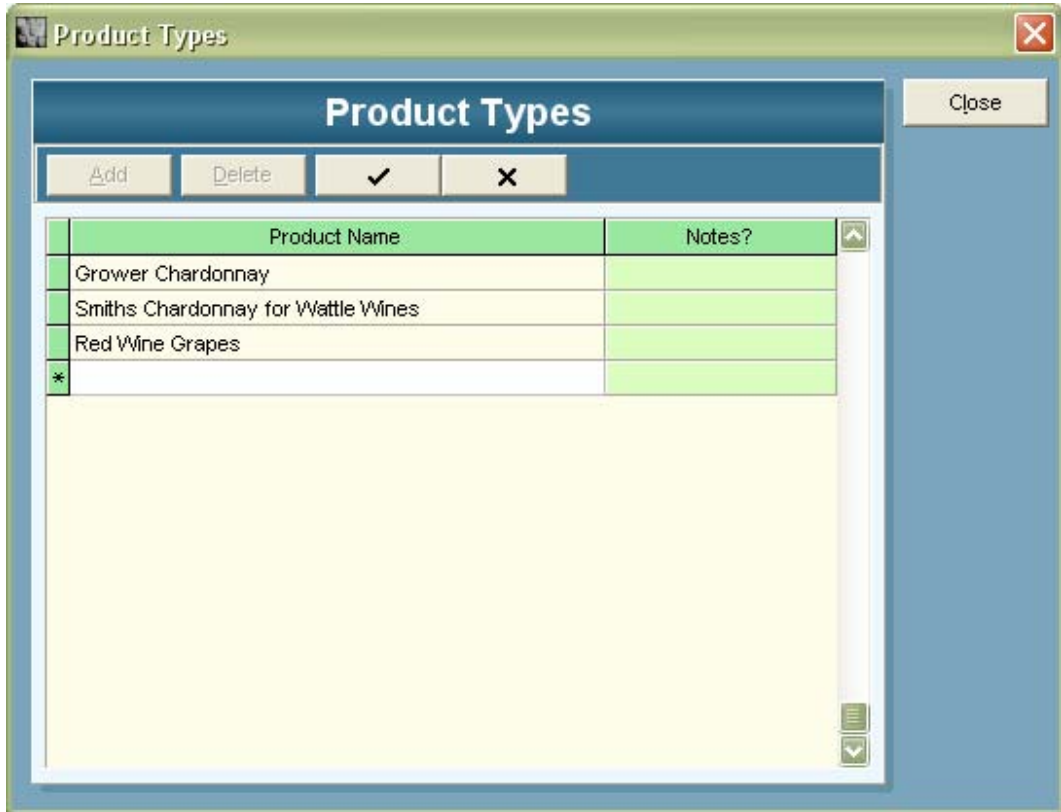 Product Types
Product Types
Close
Add Delete
Product Name Notes?
Grower Chardonnay
Smiths Chardonnay for Wattle Wines
Red Wine Grapes
*